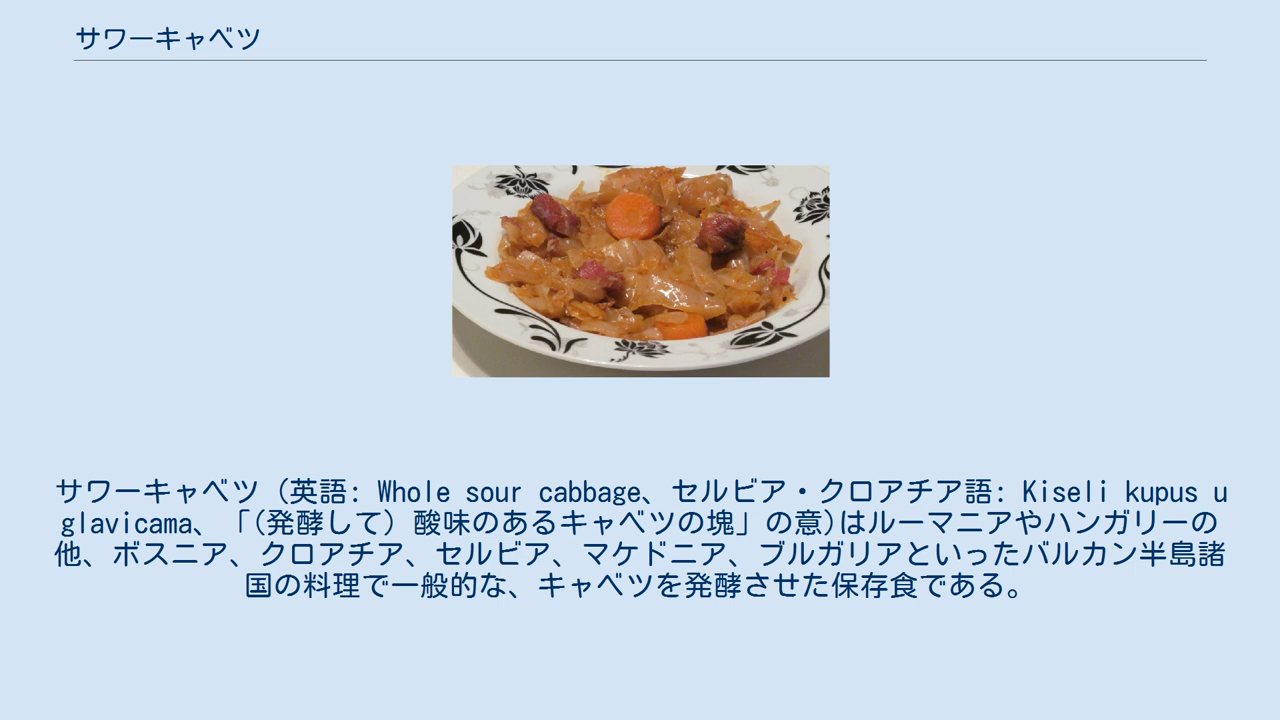 サワーキャベツ
サワーキャベツ（英語: Whole sour cabbage、セルビア・クロアチア語: Kiseli kupus u
glavicama、「(発酵して）酸味のあるキャベツの塊」の意)はルーマニアやハンガリーの
他、ボスニア、クロアチア、セルビア、マケドニア、ブルガリアといったバルカン半島諸
国の料理で一般的な、キャベツを発酵させた保存食である。